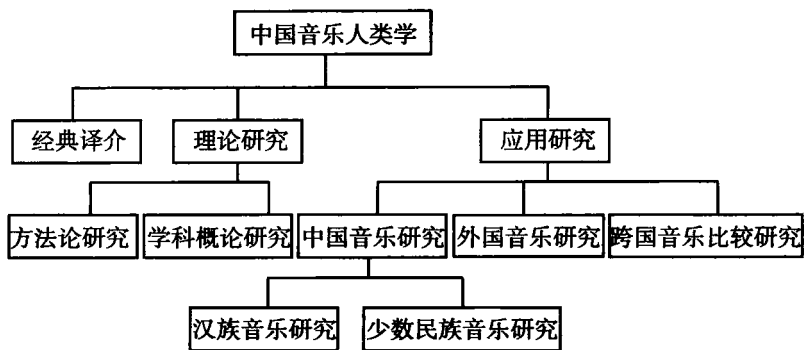 中国音乐人类学
经典译介
理论研究
应用研究
方法论研究
学科概论研究
中国音乐研究
外国音乐研究
跨国音乐比较研究
汉族音乐研究
少数民族音乐研究